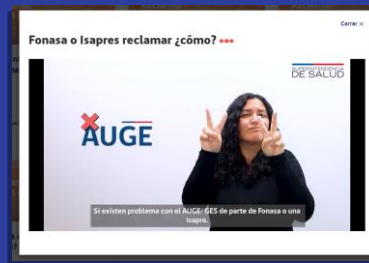 Cerrar ×
Fonasa o Isapres reclamar ¿cómo?
SUPERINTENDENCIA
DE SALUD
AUGE
Si existen problema con el AUGE- GES de parte de Fonasa o una
Isapre.